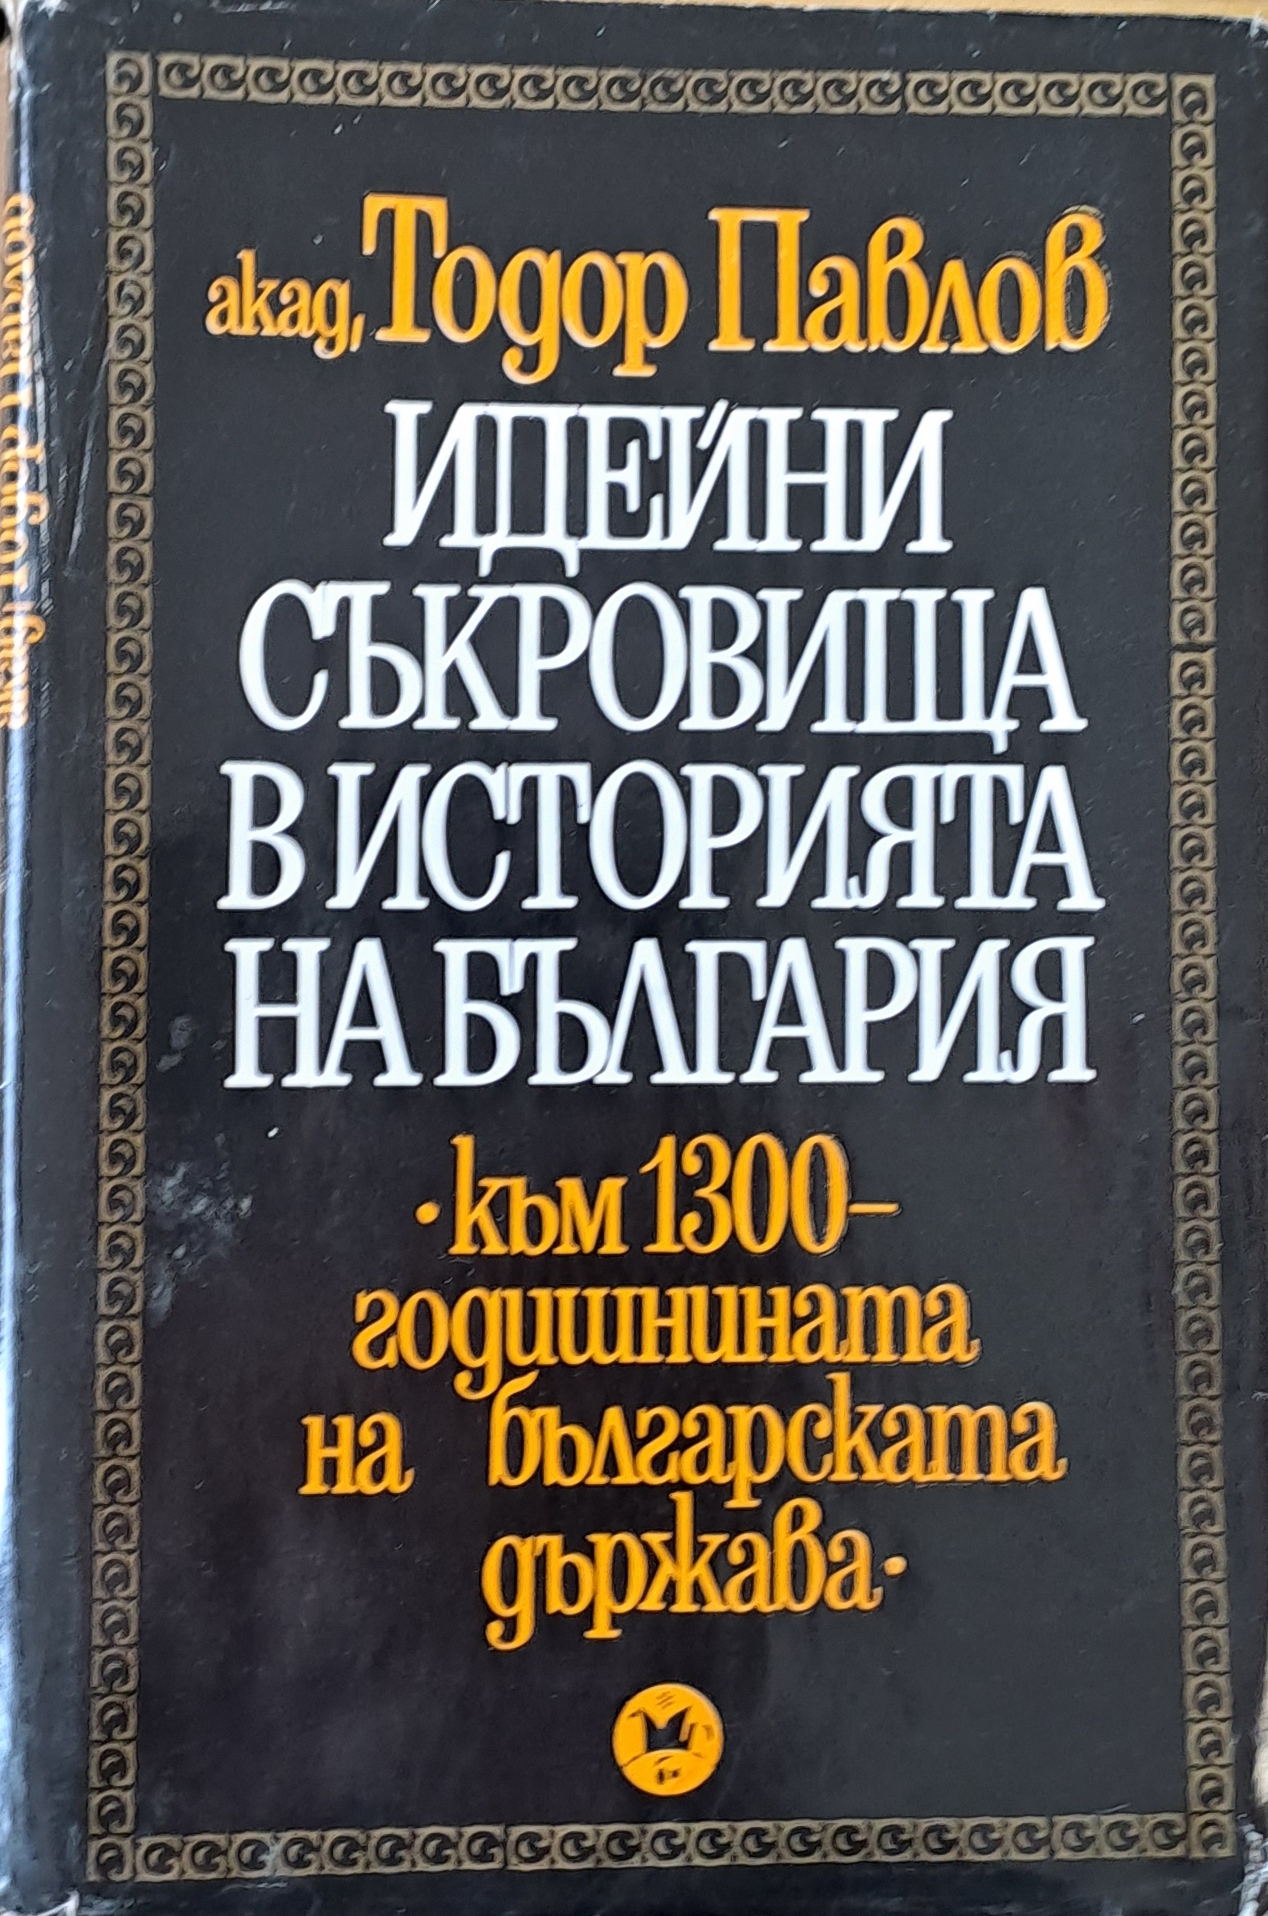 акад, Тодор Павлов
ИДЕЙНИ
СЪКРОВИЩА
В ИСТОРИЯТА
НА БЪЛГАРИЯ
•към 1300-
годишнината
на българската
държава•